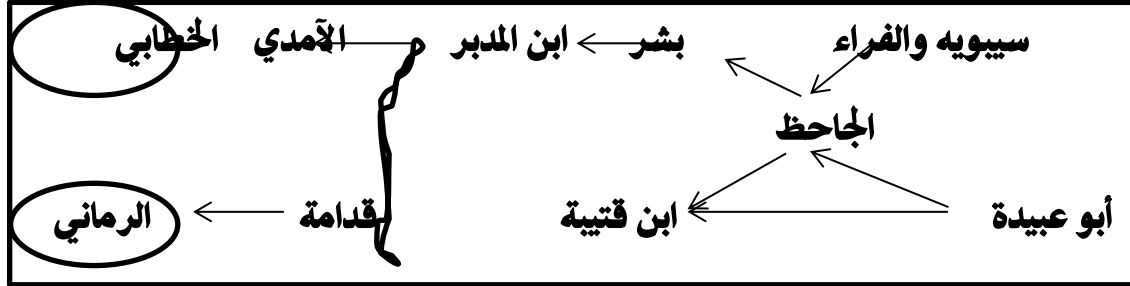 سيبويه والفراء بشر ابن المدبر الآمدي الخطابي
الجاحظ
أبو عبيدة ابن قتيبة قدامة الرماني